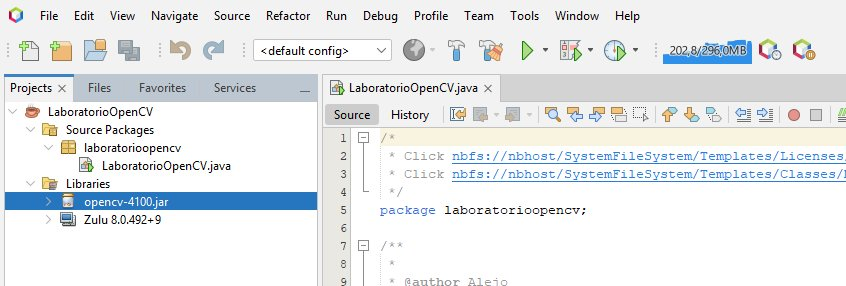 File Edit View Navigate Source Refactor Run Debug Profile Team Tools Window Help
<default config> 202,8/296,0MB
Projects Files Favorites Services
LaboratorioOpenCV
Source Packages
laboratorioopencv
LaboratorioOpenCV.java
Libraries
opencv-4100.jar
Zulu 8.0.492+9
LaboratorioOpenCV.java
Source History
1 /*
2 * Click nbfs://nbhost/SystemFileSystem/Templates/Licenses/
3 * Click nbfs://nbhost/SystemFileSystem/Templates/Classes/
4 */
5 package laboratorioopencv;
6
7 /**
8 *
9 * @author Alejo